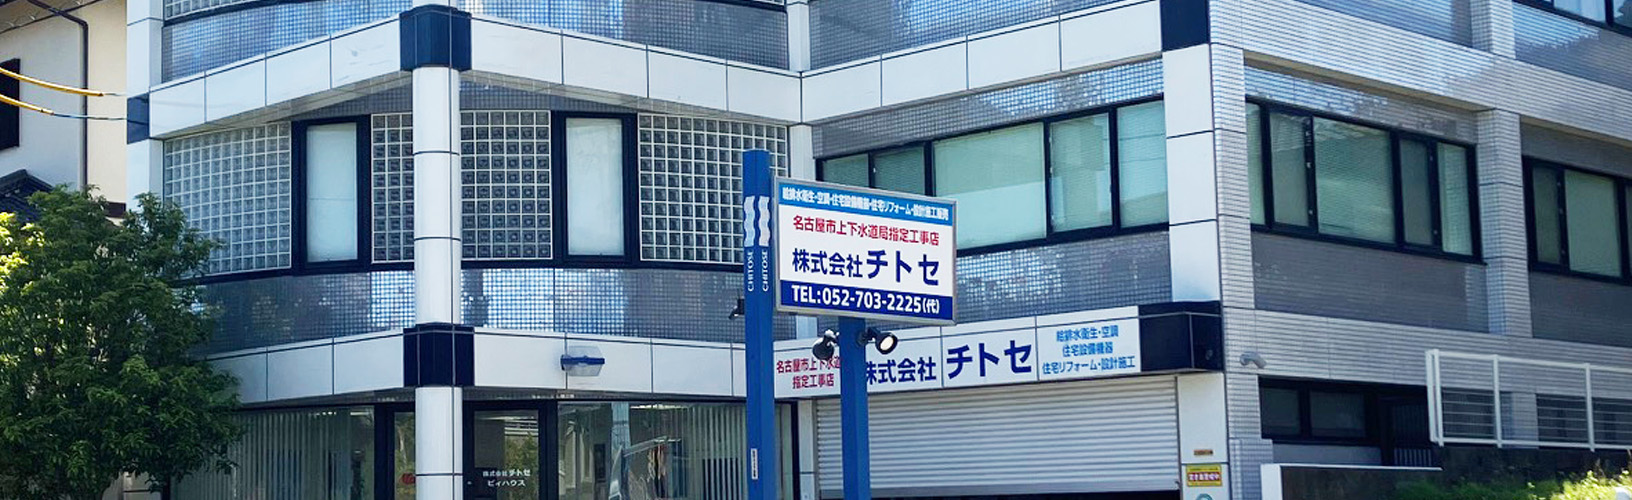 給排水衛生・空調・住宅設備機器・住宅リフォーム・設計施工販売
名古屋市上下水道局指定工事店
株式会社チトセ
TEL:052-703-2225(代)
CHITOSE
CHITOSE
名古屋市上下水道
指定工事店
株式会社 チトセ
給排水衛生・空調
住宅設備機器
住宅リフォーム・設計施工
株式会社 チトセ
ビィハウス